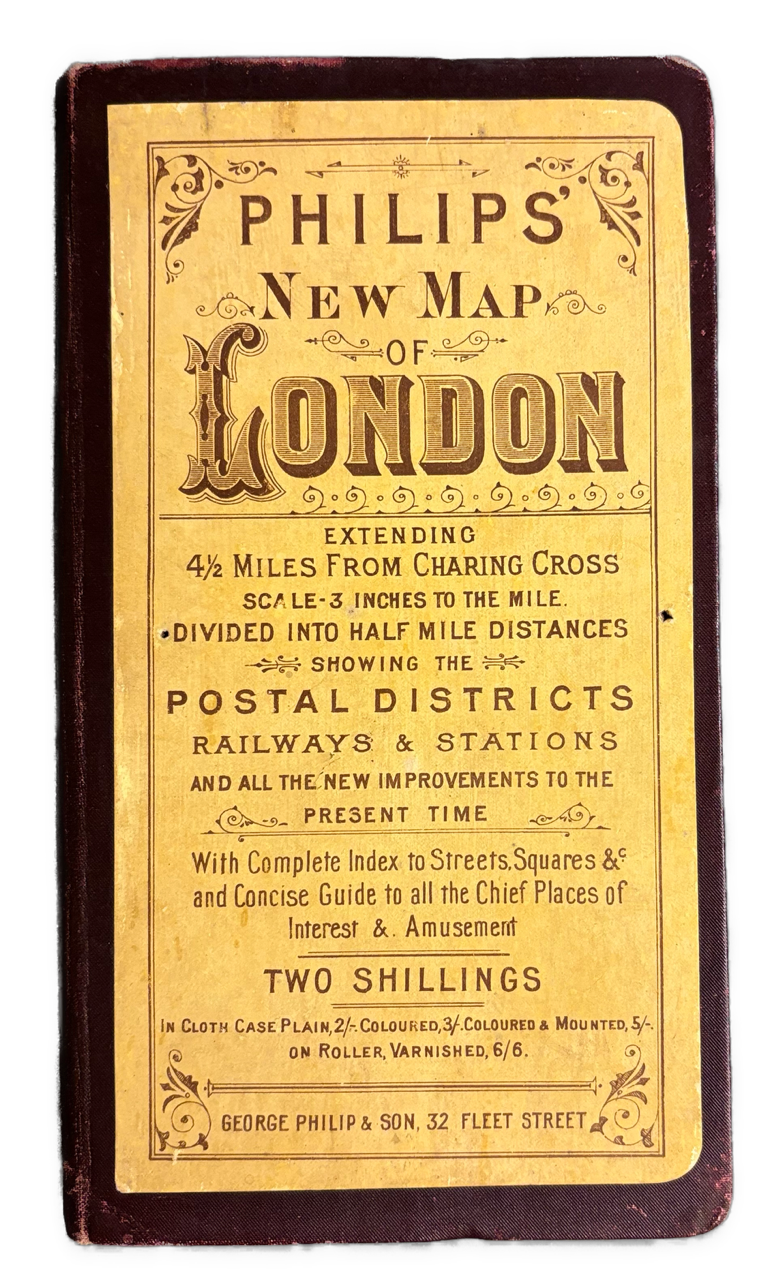 PHILIPS'
NEW MAP
OF
LONDON
EXTENDING
4½ MILES FROM CHARING CROSS
SCALE-3 INCHES TO THE MILE.
DIVIDED INTO HALF MILE DISTANCES
SHOWING THE
POSTAL DISTRICTS
RAILWAYS & STATIONS
AND ALL THE NEW IMPROVEMENTS TO THE
PRESENT TIME
With Complete Index to Streets, Squares &c
and Concise Guide to all the Chief Places of
Interest &. Amusement
TWO SHILLINGS
IN CLOTH CASE PLAIN, 2/-. COLOURED, 3/-. COLOURED & MOUNTED, 5/-.
ON ROLLER, VARNISHED, 6/6.
GEORGE PHILIP & SON, 32 FLEET STREET